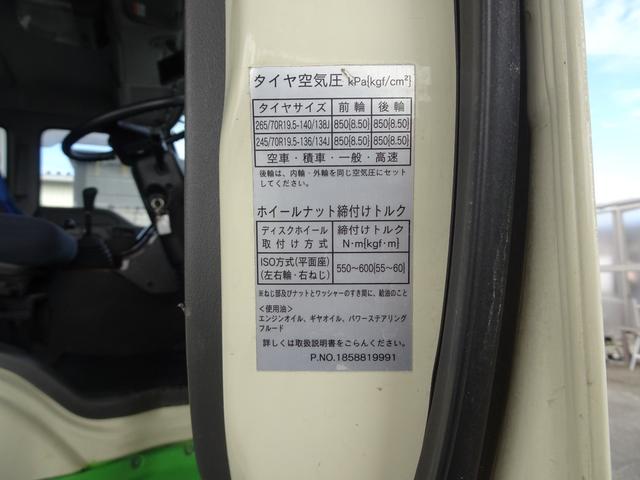 タイヤ空気圧 kPa{kgf/cm²}
タイヤサイズ 前輪 後輪
265/70R19.5-140/138J 850{8.50} 850{8.50}
245/70R19.5-136/134J 850{8.50} 850{8.50}
空車・積車・一般・高速
後輪は、内輪・外輪を同じ空気圧にセット
してください。
ホイールナット締付けトルク
ディスクホイール 締付けトルク
取付け方式 N·m{kgf·m}
ISO方式(平面座) 550~600{55~60}
(左右輪・右ねじ)
※ねじ部及びナットとワッシャーのすき間に、給油のこと
<使用油>
エンジンオイル、ギヤオイル、パワーステアリング
フルード
詳しくは取扱説明書をごらんください。
P.NO.1858819991